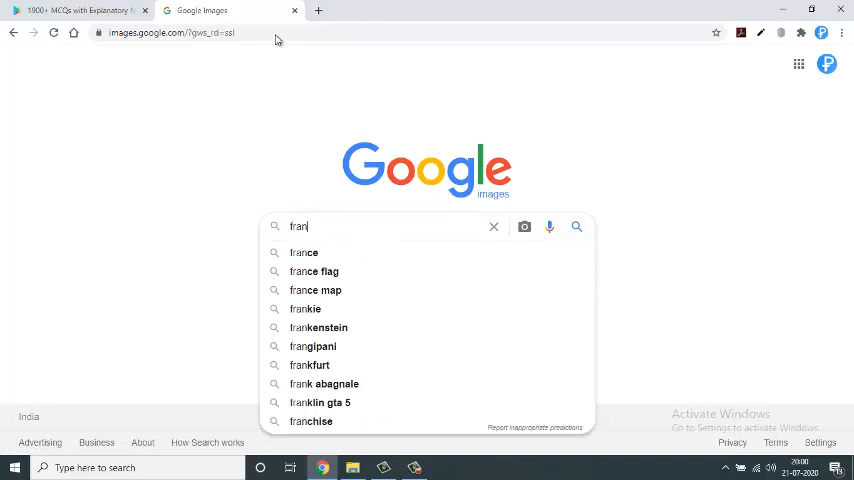 1900+ MCQs with Explanatory N
Google Images
images.google.com/?gws_rd=ssl
Google
images
fran
france
france flag
france map
frankie
frankenstein
frangipani
frankfurt
frank abagnale
franklin gta 5
franchise
Report inappropriate predictions
India
Activate Windows
Go to Settings to activate Windows.
Advertising Business About How Search works Privacy Terms Settings
Type here to search
20:00
21-07-2020
13